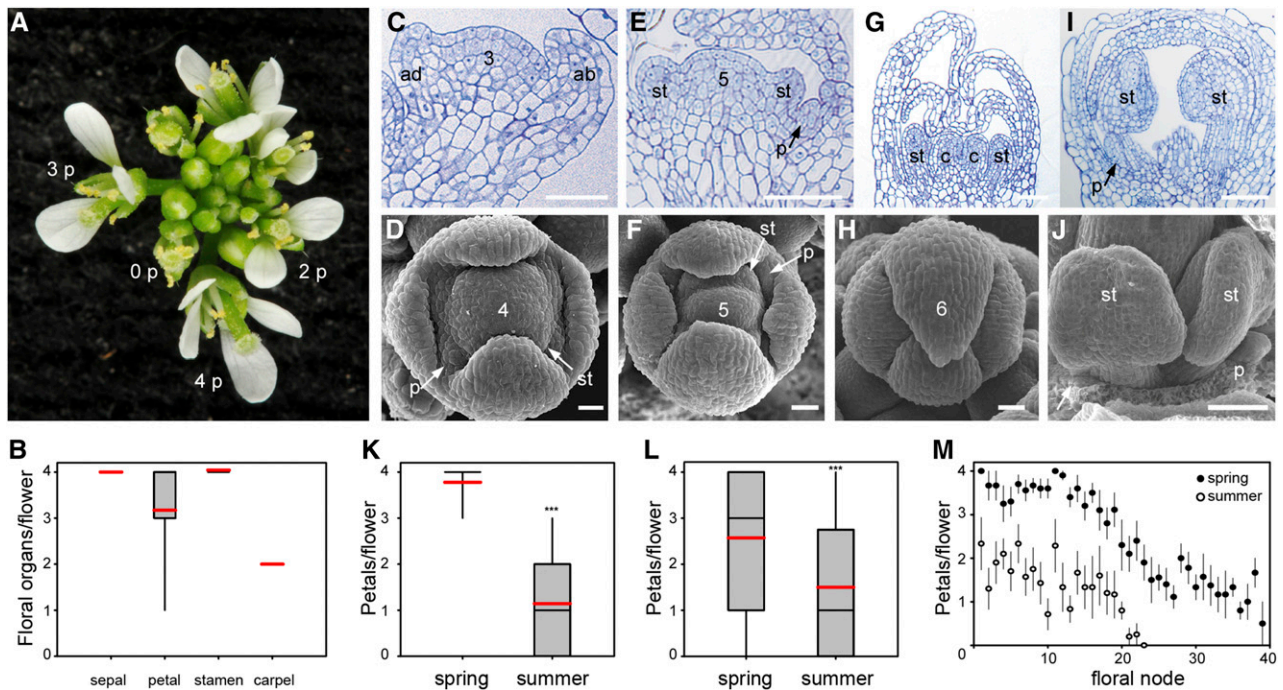 A
3 p
0 p
2 p
4 p
C
ad
3
ab
E
st
5
st
p
G
st
c
c
st
I
st
st
p
D
4
p
st
F
st
p
5
H
6
J
st
st
p
B
Floral organs/flower
4
3
2
1
0
sepal
petal
stamen
carpel
K
Petals/flower
4
3
2
1
0
***
spring
summer
L
Petals/flower
4
3
2
1
0
***
spring
summer
M
Petals/flower
4
3
2
1
0
spring
summer
10
20
30
40
floral node